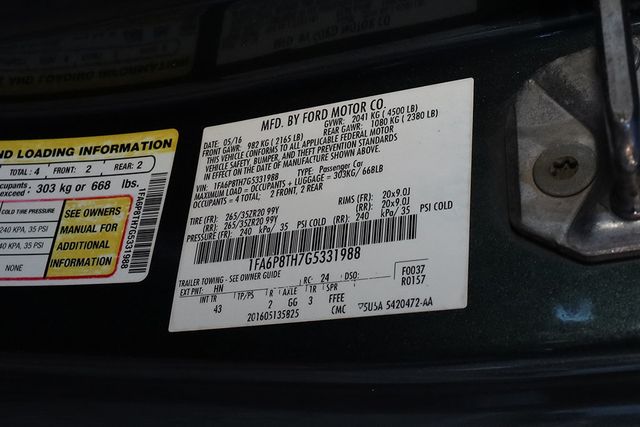 AND LOADING INFORMATION
TOTAL: 4 FRONT: 2 REAR: 2
303 kg or 668 lbs.
COLD TIRE PRESSURE
240 KPA, 35 PSI
240 KPA, 35 PSI
NONE
SEE OWNERS
MANUAL FOR
ADDITIONAL
INFORMATION
1FA6P8TH7G5331988
MFD. BY FORD MOTOR CO.
DATE: 05/16 GVWR: 2041 KG (4500 LB)
FRONT GAWR: 982 KG (2165 LB) REAR GAWR: 1080 KG (2380 LB)
THIS VEHICLE CONFORMS TO ALL APPLICABLE FEDERAL MOTOR
VEHICLE SAFETY, BUMPER, AND THEFT PREVENTION STANDARDS
IN EFFECT ON THE DATE OF MANUFACTURE SHOWN ABOVE.
VIN: 1FA6P8TH7G5331988 TYPE: Passenger Car
MAXIMUM LOAD = OCCUPANTS + LUGGAGE = 303KG/ 668LB
OCCUPANTS = 4 TOTAL, 2 FRONT, 2 REAR
TIRE (FR): 265/35ZR20 99Y RIMS (FR): 20x9.0J
(RR): 265/35ZR20 99Y (RR): 20x9.0J
PRESSURE (FR): 240 kPa/ 35 PSI COLD (RR): 240 kPa/ 35 PSI COLD
1FA6P8TH7G5331988
TRAILER TOWING - SEE OWNER GUIDE
EXT PNT: HN RC: 24 DSO: F0037
R0157
INT TR TP/PS R AXLE TR SPR
43 2 GG 3 FFEE
201605135825 CMC 5U5A 5420472-AA